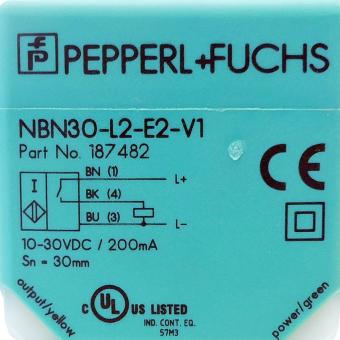 PEPPERL+FUCHS
NBN30-L2-E2-V1
Part No. 187482
BN (1) L+
I BK (4)
BU (3) L-
10-30VDC / 200mA
Sn = 30mm
CE
output/yellow
power/green
C UL US LISTED
IND. CONT. EQ.
57M3